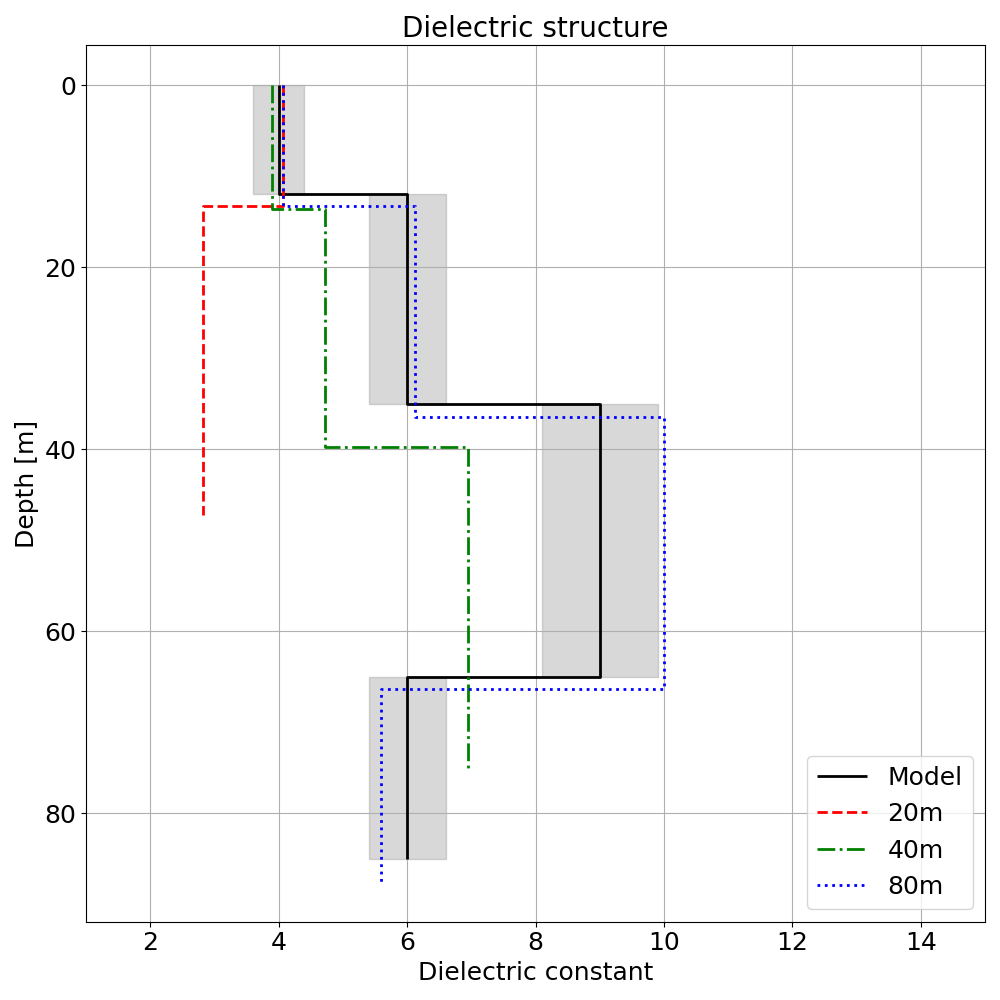 Dielectric structure
0
20
40
60
80
Depth [m]
2 4 6 8 10 12 14
Dielectric constant
Model
20m
40m
80m